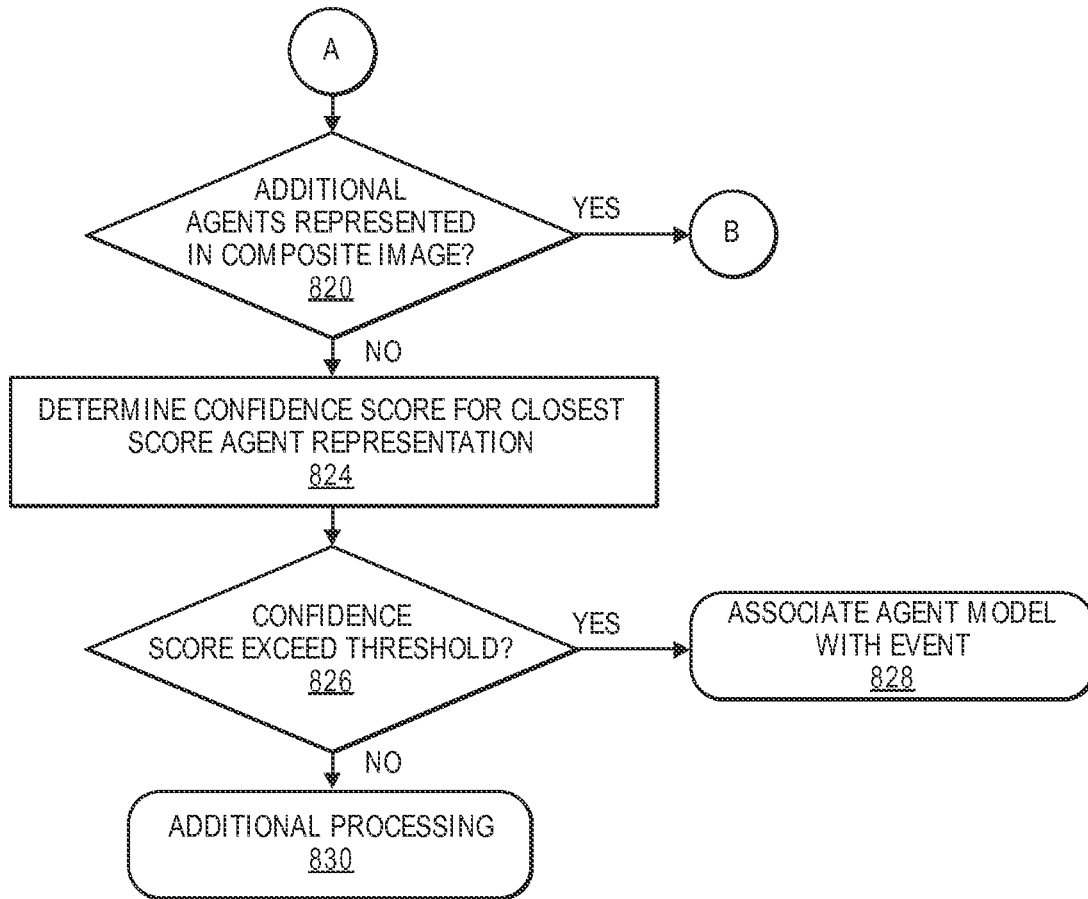 A
ADDITIONAL
AGENTS REPRESENTED
IN COMPOSITE IMAGE?
820
YES
B
NO
DETERMINE CONFIDENCE SCORE FOR CLOSEST
SCORE AGENT REPRESENTATION
824
CONFIDENCE
SCORE EXCEED THRESHOLD?
826
YES
ASSOCIATE AGENT MODEL
WITH EVENT
828
NO
ADDITIONAL PROCESSING
830